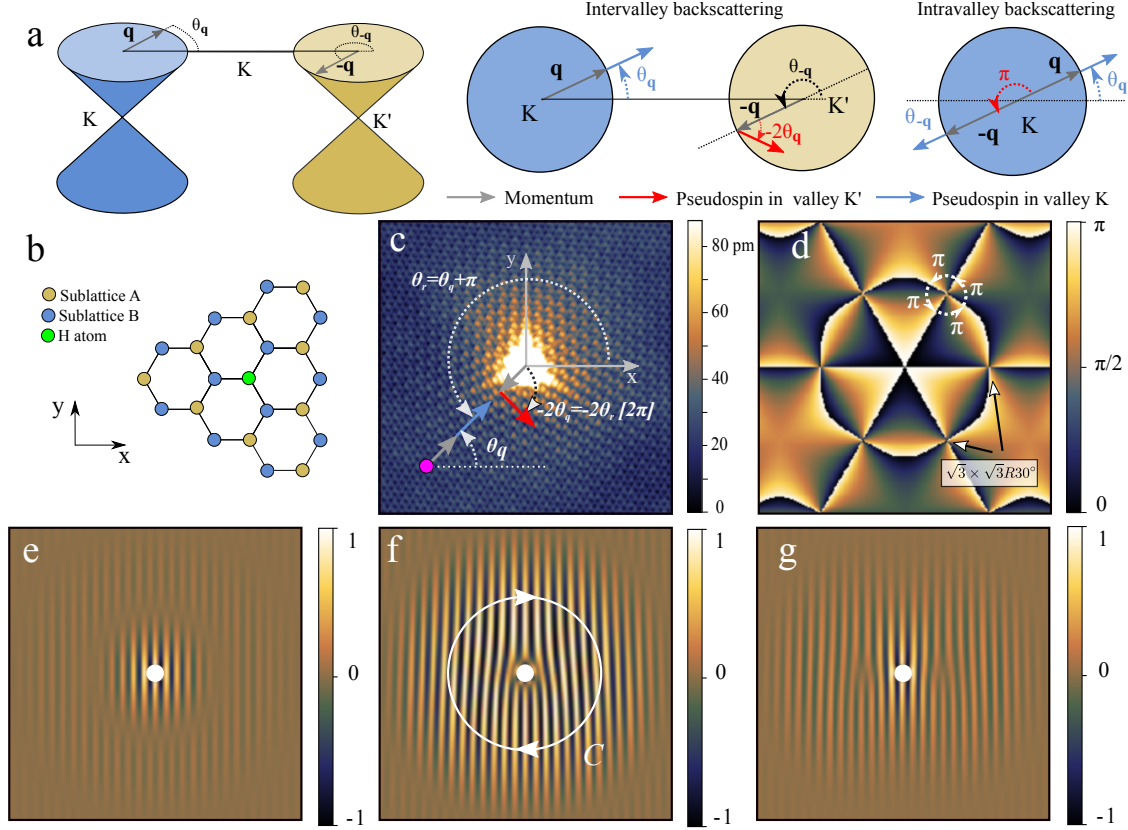 a
q
θq
θ-q
-q
K
K
K'
Intervalley backscattering
q
θq
K
θ-q
-q
K'
-2θq
Intravalley backscattering
q
θq
π
θ-q
-q
K
Momentum
Pseudospin in valley K'
Pseudospin in valley K
b
Sublattice A
Sublattice B
H atom
y
x
c
y
θr=θq+π
x
-2θq=-2θr [2π]
θq
80 pm
60
40
20
0
d
π
π
π
π
√3 × √3R30°
π
π/2
0
e
1
0
-1
f
C
1
0
-1
g
1
0
-1